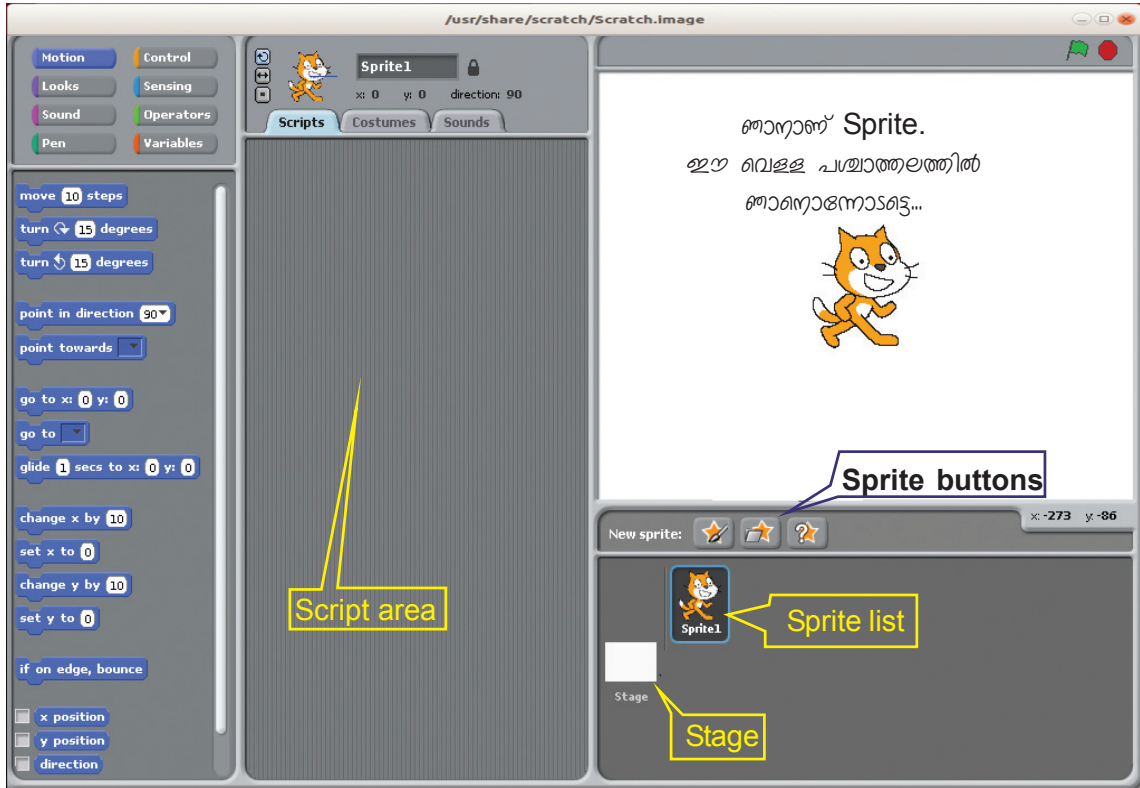 /usr/share/scratch/Scratch.image
Motion Control
Looks Sensing
Sound Operators
Pen Variables
move 10 steps
turn 15 degrees
turn 15 degrees
point in direction 90
point towards
go to x: 0 y: 0
go to
glide 1 secs to x: 0 y: 0
change x by 10
set x to 0
change y by 10
set y to 0
if on edge, bounce
x position
y position
direction
Sprite1
x: 0 y: 0 direction: 90
Scripts Costumes Sounds
Script area
ഞാനാണ് Sprite.
ഈ വെള്ള പശ്ചാത്തലത്തിൽ
ഞാനൊന്നോടട്ടെ...
Sprite buttons
x: -273 y: -86
New sprite:
Sprite1
Sprite list
Stage
Stage